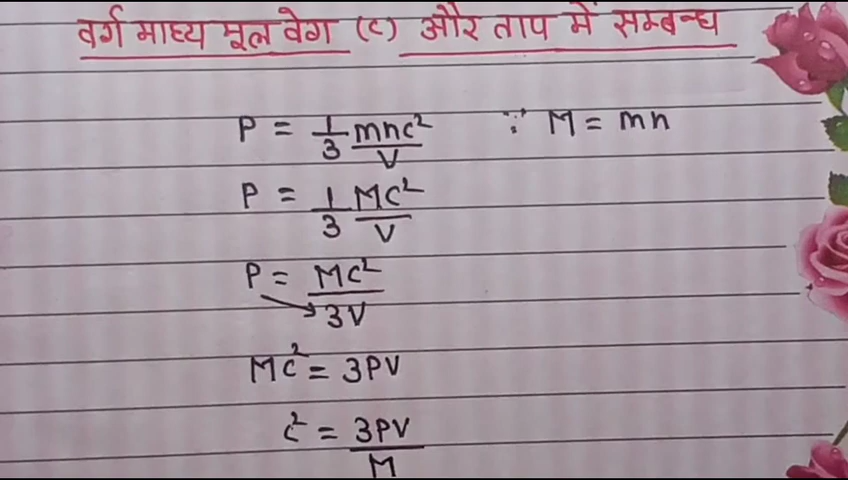 वर्ग माध्य मूल वेग (c) और ताप में सम्बन्ध
P = 1/3 mnc²/V ∵ M = mn
P = 1/3 Mc²/V
P = Mc²/3V
Mc² = 3PV
c² = 3PV/M